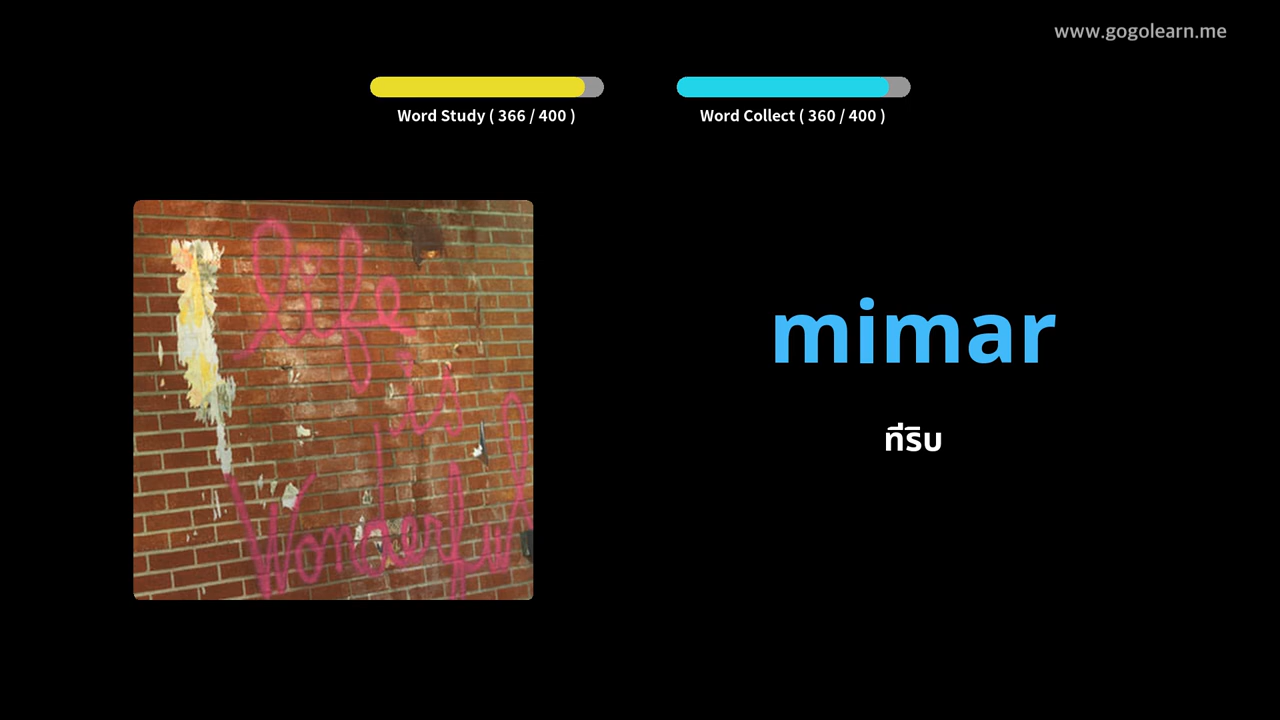 www.gogolearn.me
Word Study ( 366 / 400 )
Word Collect ( 360 / 400 )
life
is
Wonderful
mimar
ทีริบ